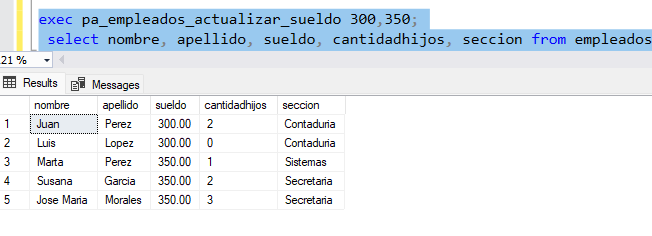 exec pa_empleados_actualizar_sueldo 300,350;
select nombre, apellido, sueldo, cantidadhijos, seccion from empleados
21 %
Results Messages
nombre apellido sueldo cantidadhijos seccion
1 Juan Perez 300.00 2 Contaduria
2 Luis Lopez 300.00 0 Contaduria
3 Marta Perez 350.00 1 Sistemas
4 Susana Garcia 350.00 2 Secretaria
5 Jose Maria Morales 350.00 3 Secretaria